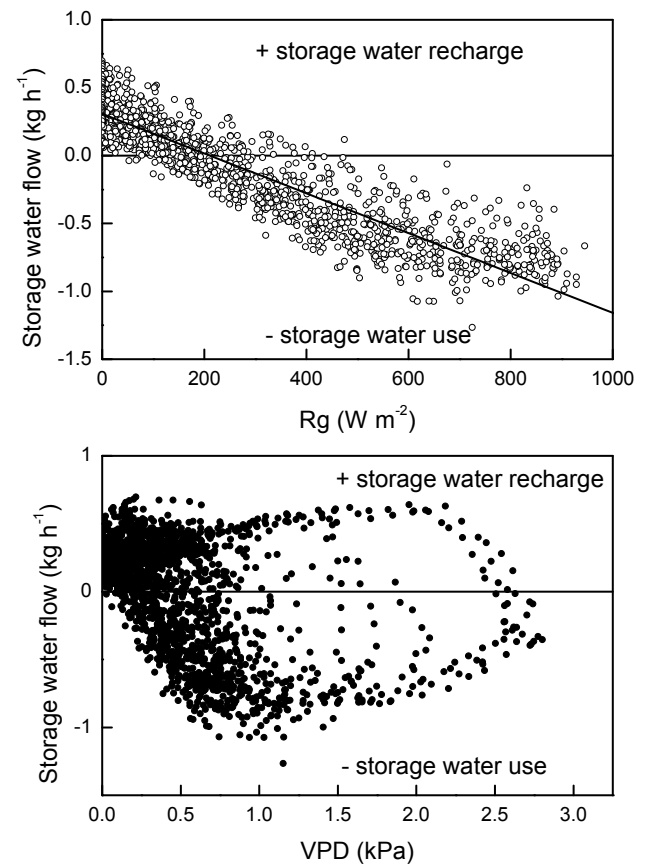 1.0
+ storage water recharge
0.5
0.0
-0.5
-1.0
- storage water use
-1.5
0 200 400 600 800 1000
Storage water flow (kg h⁻¹)
Rg (W m⁻²)
1
+ storage water recharge
0
-1
- storage water use
0.0 0.5 1.0 1.5 2.0 2.5 3.0
Storage water flow (kg h⁻¹)
VPD (kPa)